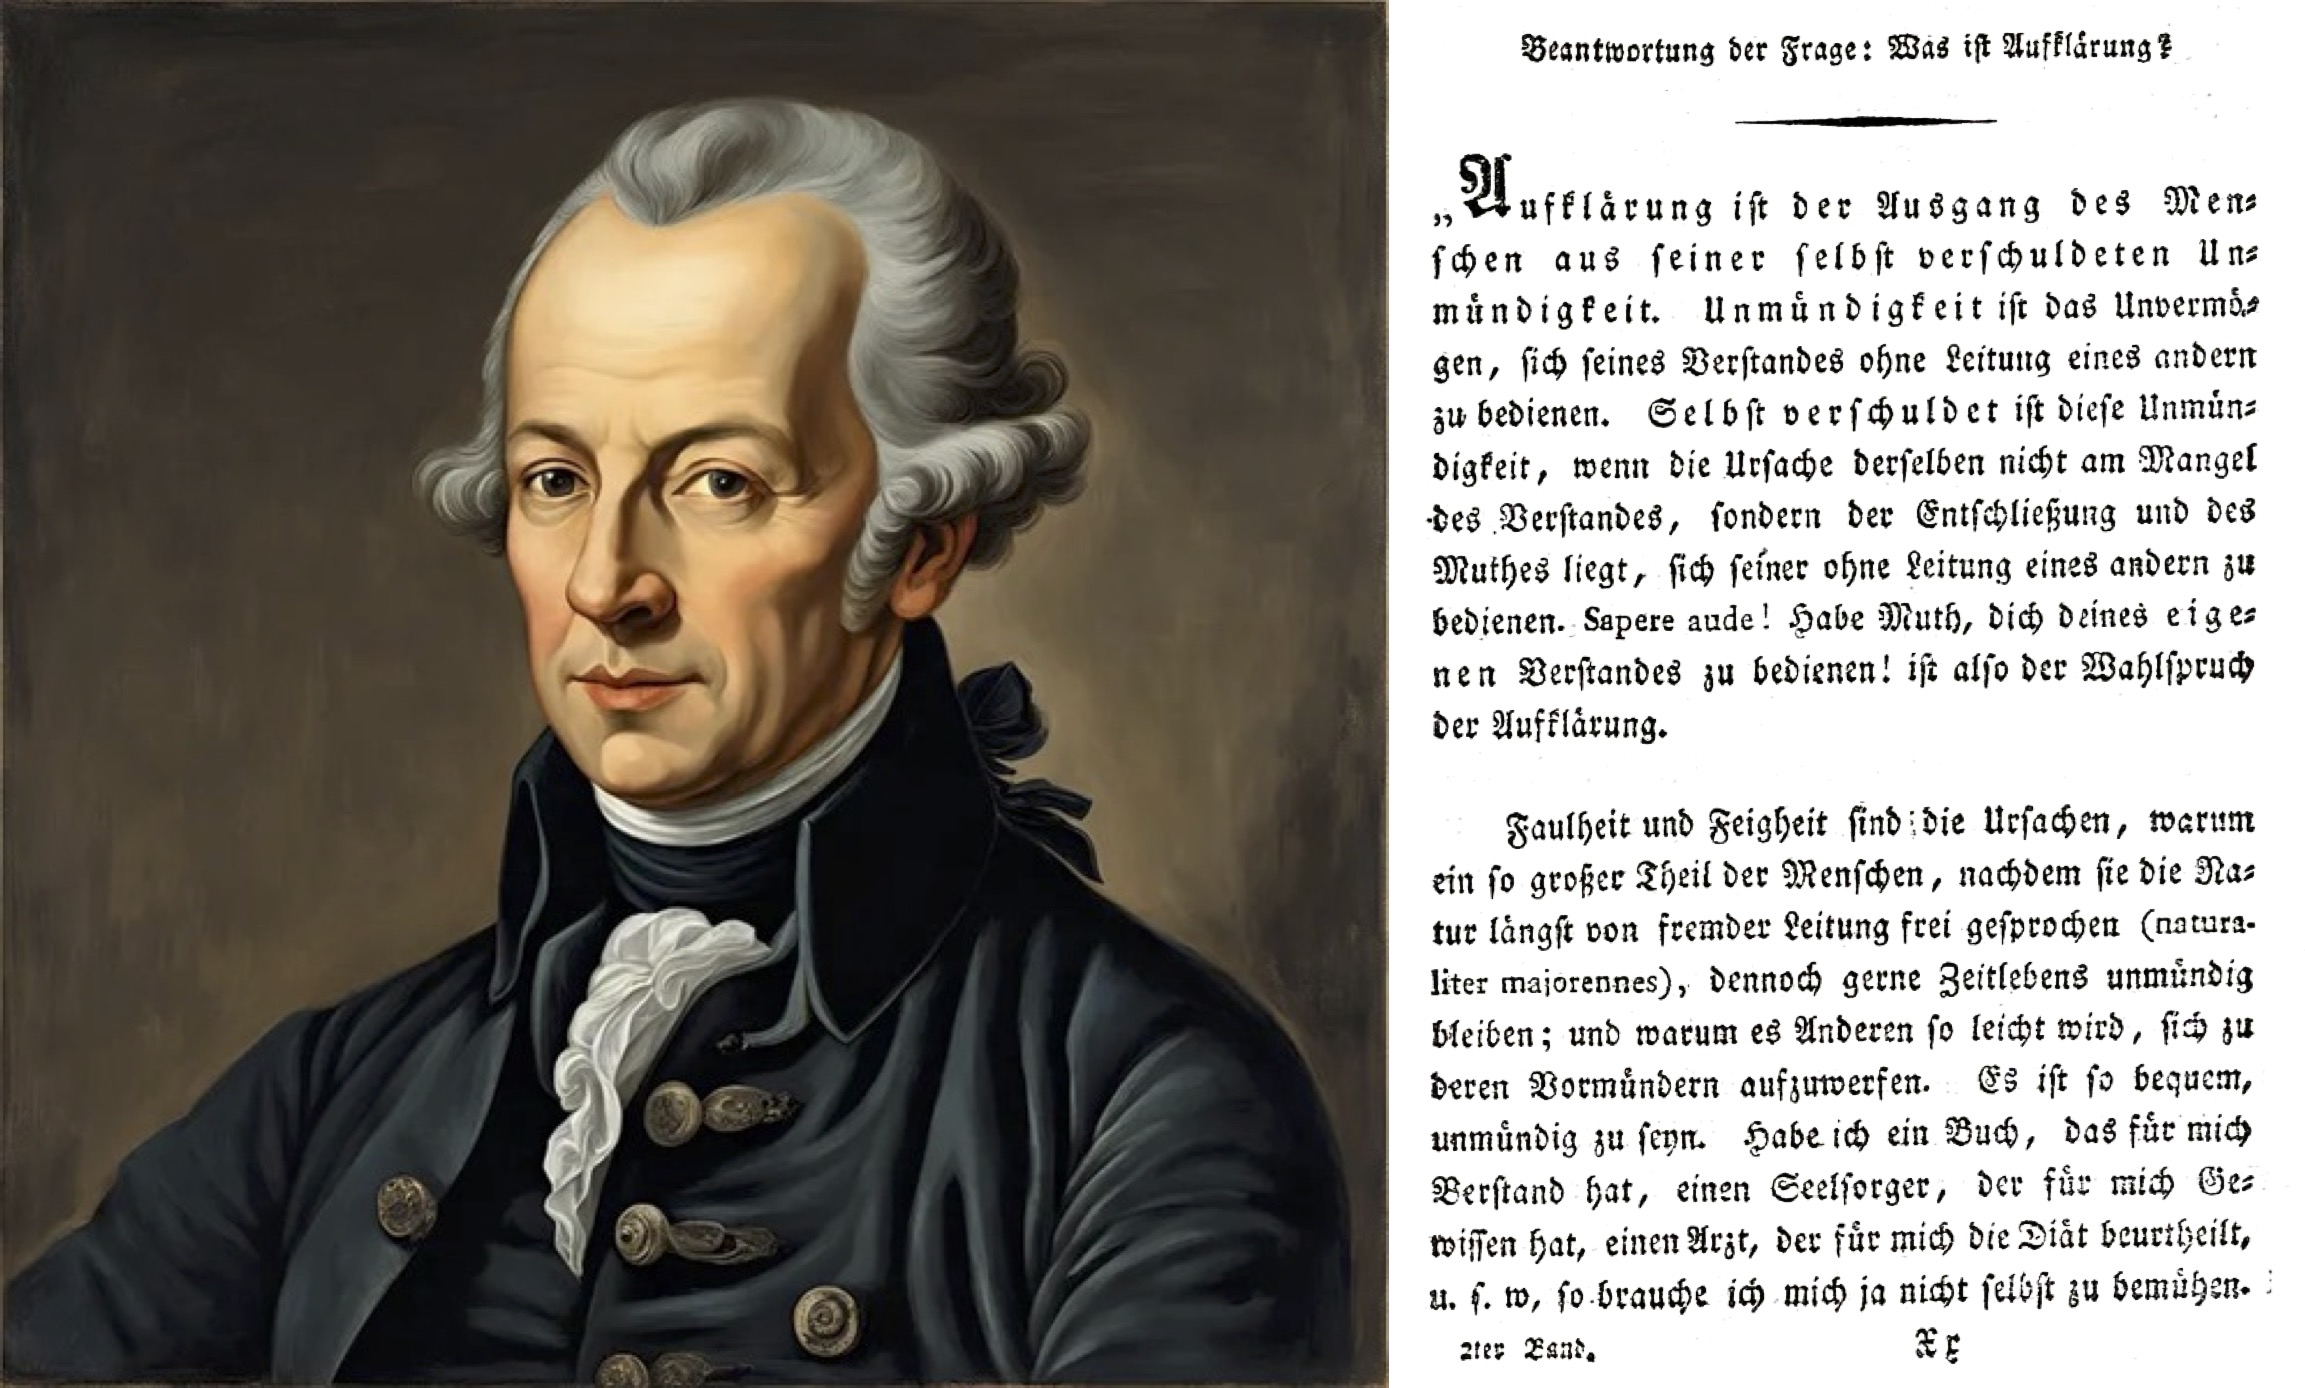 Beantwortung der Frage: Was iſt Aufklärung?
„Aufklärung iſt der Ausgang des Men⸗
ſchen aus ſeiner ſelbſt verſchuldeten Un⸗
mündigkeit. Unmündigkeit iſt das Unvermö⸗
gen, ſich ſeines Verſtandes ohne Leitung eines andern
zu bedienen. Selbſt verſchuldet iſt dieſe Unmün⸗
digkeit, wenn die Urſache derſelben nicht am Mangel
des Verſtandes, ſondern der Entſchließung und des
Muthes liegt, ſich ſeiner ohne Leitung eines andern zu
bedienen. Sapere aude! Habe Muth, dich deines eige⸗
nen Verſtandes zu bedienen! iſt alſo der Wahlſpruch
der Aufklärung.
Faulheit und Feigheit ſind die Urſachen, warum
ein ſo großer Theil der Menſchen, nachdem ſie die Na⸗
tur längſt von fremder Leitung frei geſprochen (natura-
liter majorennes), dennoch gerne Zeitlebens unmündig
bleiben; und warum es Anderen ſo leicht wird, ſich zu
deren Vormündern aufzuwerfen. Es iſt ſo bequem,
unmündig zu ſeyn. Habe ich ein Buch, das für mich
Verſtand hat, einen Seelſorger, der für mich Ge⸗
wiſſen hat, einen Arzt, der für mich die Diät beurtheilt,
u. ſ. w, ſo brauche ich mich ja nicht ſelbſt zu bemühen.
2ter Band. Xx